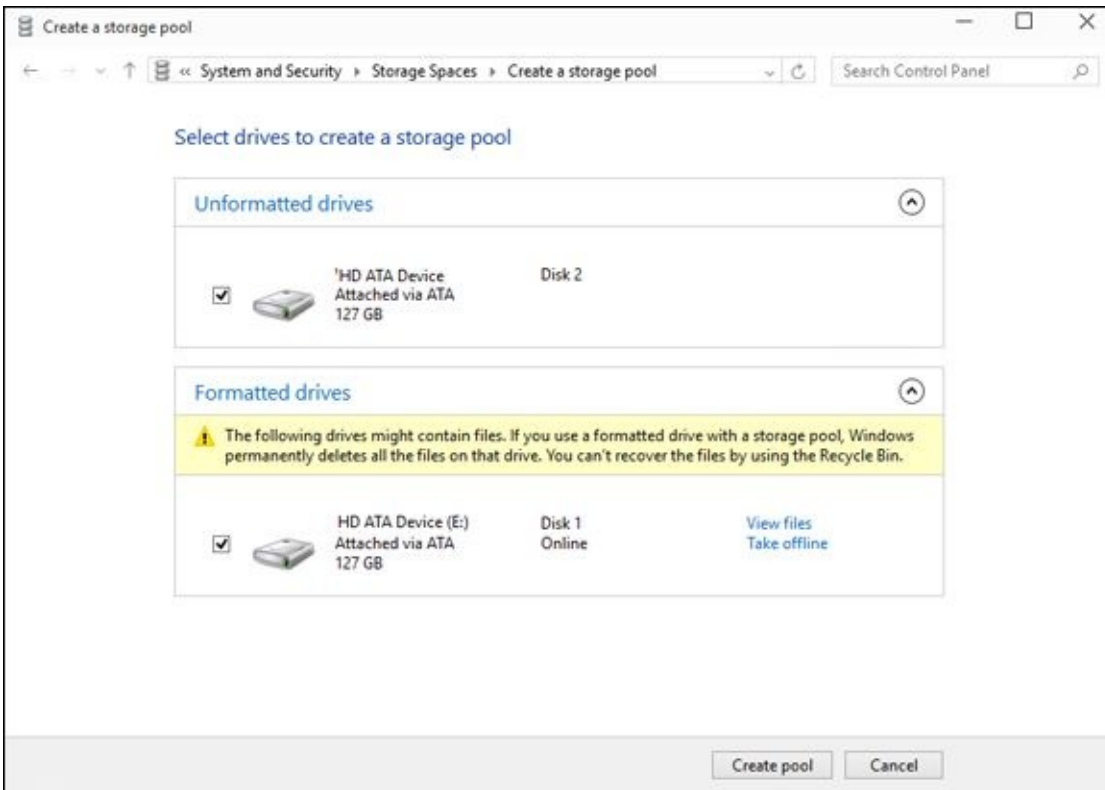 Create a storage pool
« System and Security › Storage Spaces › Create a storage pool
Search Control Panel
Select drives to create a storage pool
Unformatted drives
'HD ATA Device
Disk 2
Attached via ATA
127 GB
Formatted drives
The following drives might contain files. If you use a formatted drive with a storage pool, Windows
permanently deletes all the files on that drive. You can't recover the files by using the Recycle Bin.
HD ATA Device (E:)
Disk 1
View files
Attached via ATA
Online
Take offline
127 GB
Create pool
Cancel